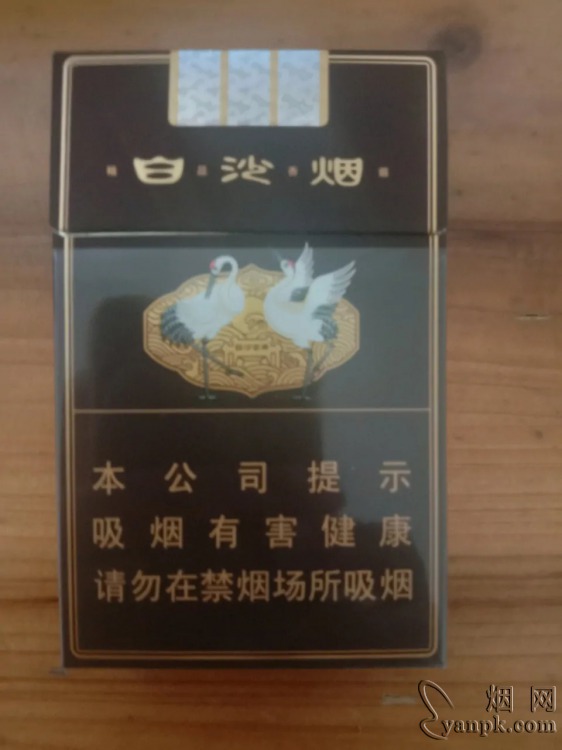 白沙烟
本公司提示
吸烟有害健康
请勿在禁烟场所吸烟
烟网
yanpk.com